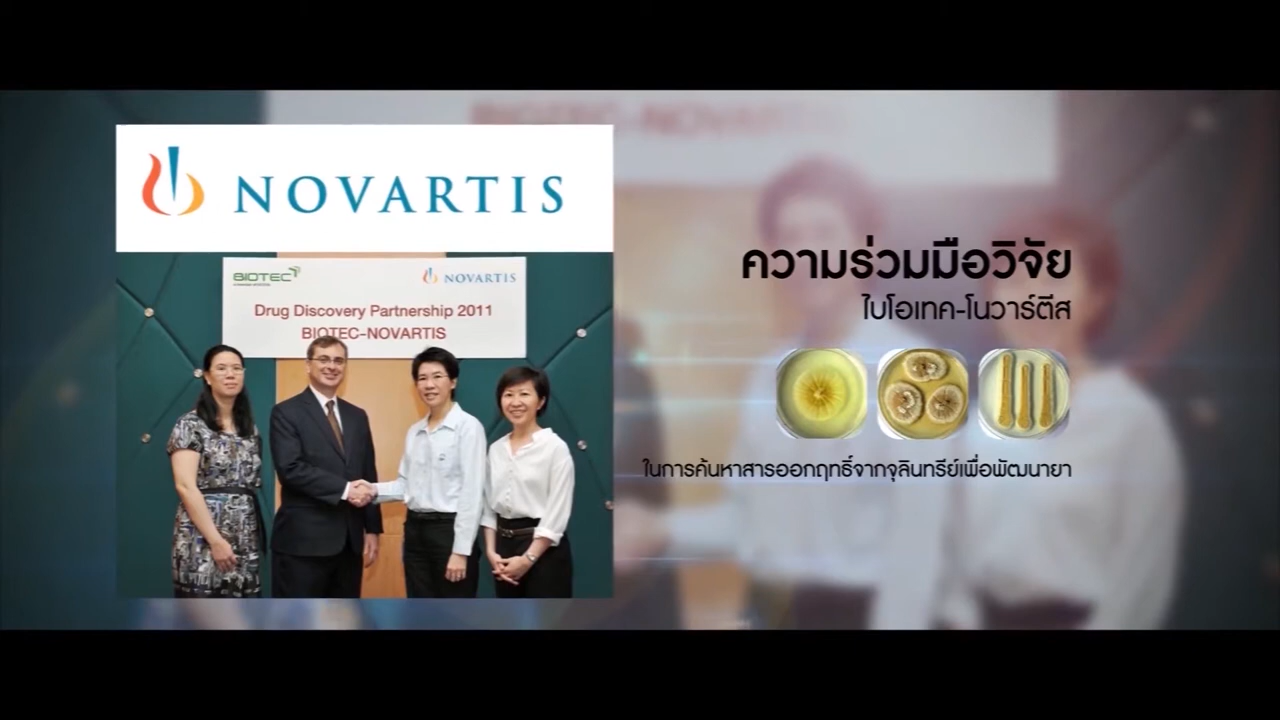 NOVARTIS
BIOTEC
NOVARTIS
Drug Discovery Partnership 2011
BIOTEC-NOVARTIS
ความร่วมมือวิจัย
ไบโอเทค-โนวาร์ตีส
ในการค้นหาสารออกฤทธิ์จากจุลินทรีย์เพื่อพัฒนายา